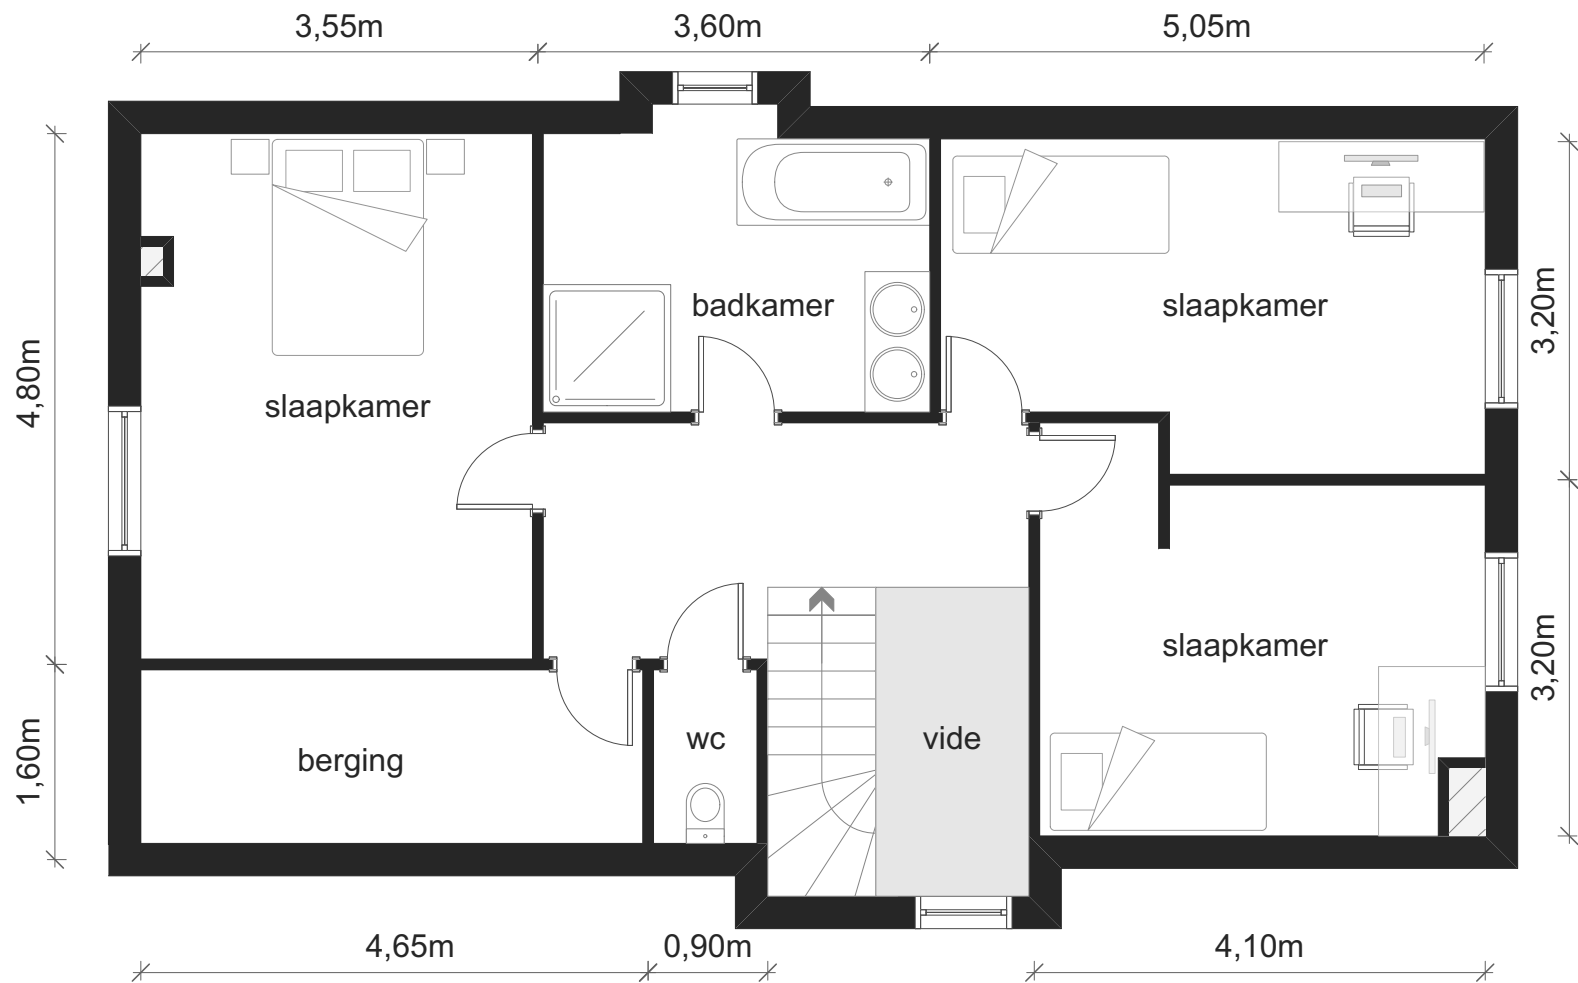 3,55m
3,60m
5,05m
badkamer
slaapkamer
3,20m
4,80m
slaapkamer
slaapkamer
3,20m
wc
vide
berging
1,60m
4,65m
0,90m
4,10m